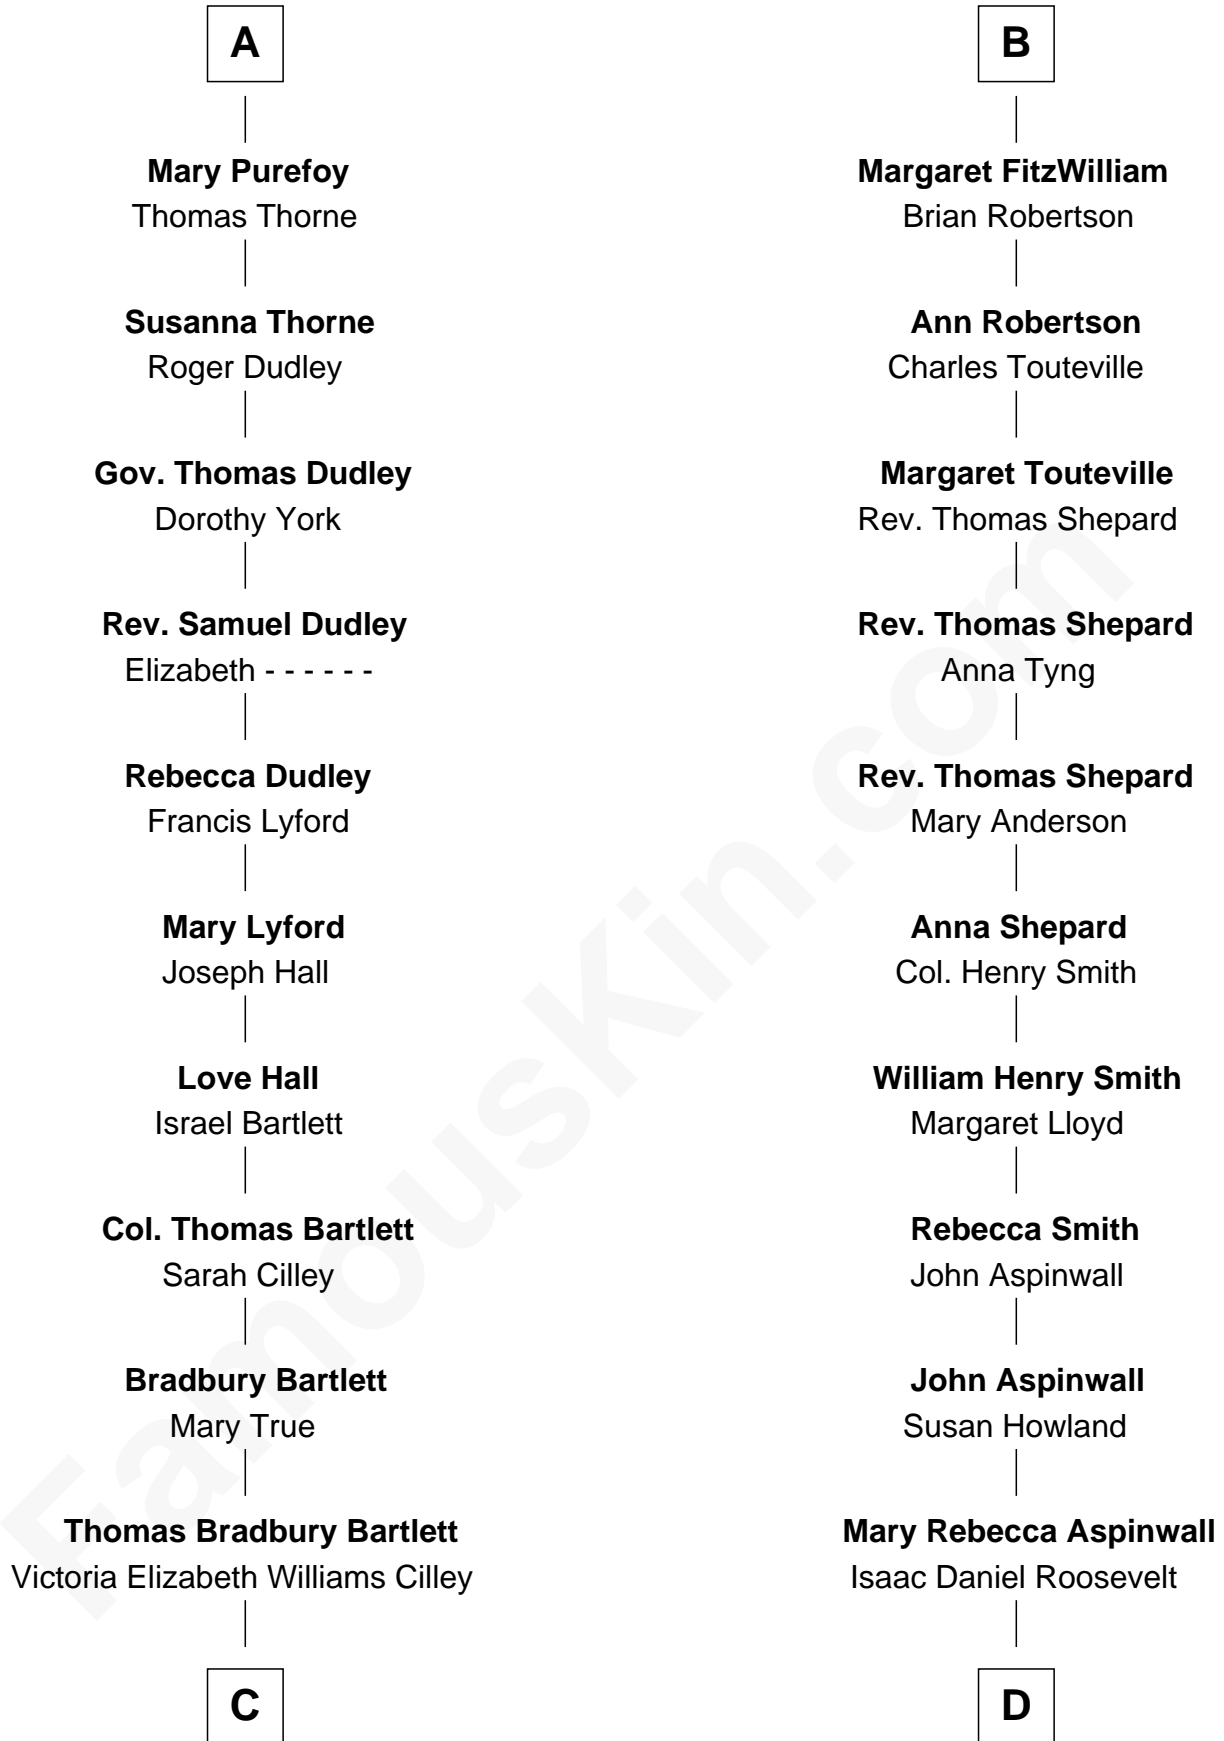 A
Mary Purefoy
Thomas Thorne
Susanna Thorne
Roger Dudley
Gov. Thomas Dudley
Dorothy York
Rev. Samuel Dudley
Elizabeth - - - - - -
Rebecca Dudley
Francis Lyford
Mary Lyford
Joseph Hall
Love Hall
Israel Bartlett
Col. Thomas Bartlett
Sarah Cilley
Bradbury Bartlett
Mary True
Thomas Bradbury Bartlett
Victoria Elizabeth Williams Cilley
C
B
Margaret FitzWilliam
Brian Robertson
Ann Robertson
Charles Touteville
Margaret Touteville
Rev. Thomas Shepard
Rev. Thomas Shepard
Anna Tyng
Rev. Thomas Shepard
Mary Anderson
Anna Shepard
Col. Henry Smith
William Henry Smith
Margaret Lloyd
Rebecca Smith
John Aspinwall
John Aspinwall
Susan Howland
Mary Rebecca Aspinwall
Isaac Daniel Roosevelt
D
FamousKin.com